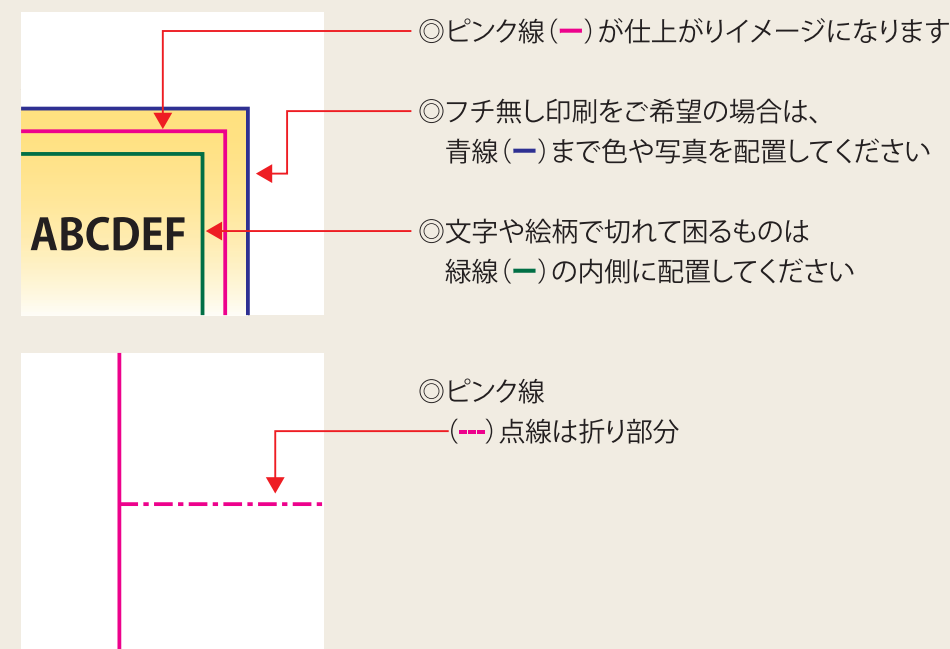 ◎ピンク線(ー)が仕上がりイメージになります
◎フチ無し印刷をご希望の場合は、
青線(ー)まで色や写真を配置してください
ABCDEF
◎文字や絵柄で切れて困るものは
緑線(ー)の内側に配置してください
◎ピンク線
(---)点線は折り部分